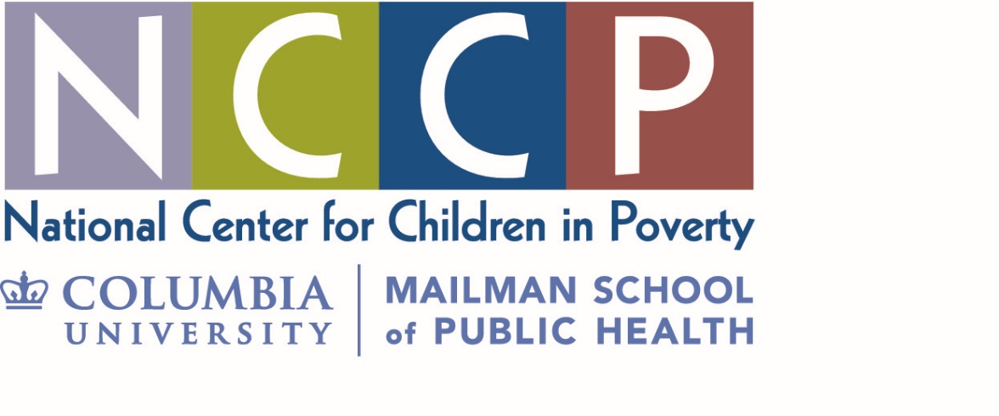 NCCP
National Center for Children in Poverty
COLUMBIA
UNIVERSITY
MAILMAN SCHOOL
of PUBLIC HEALTH